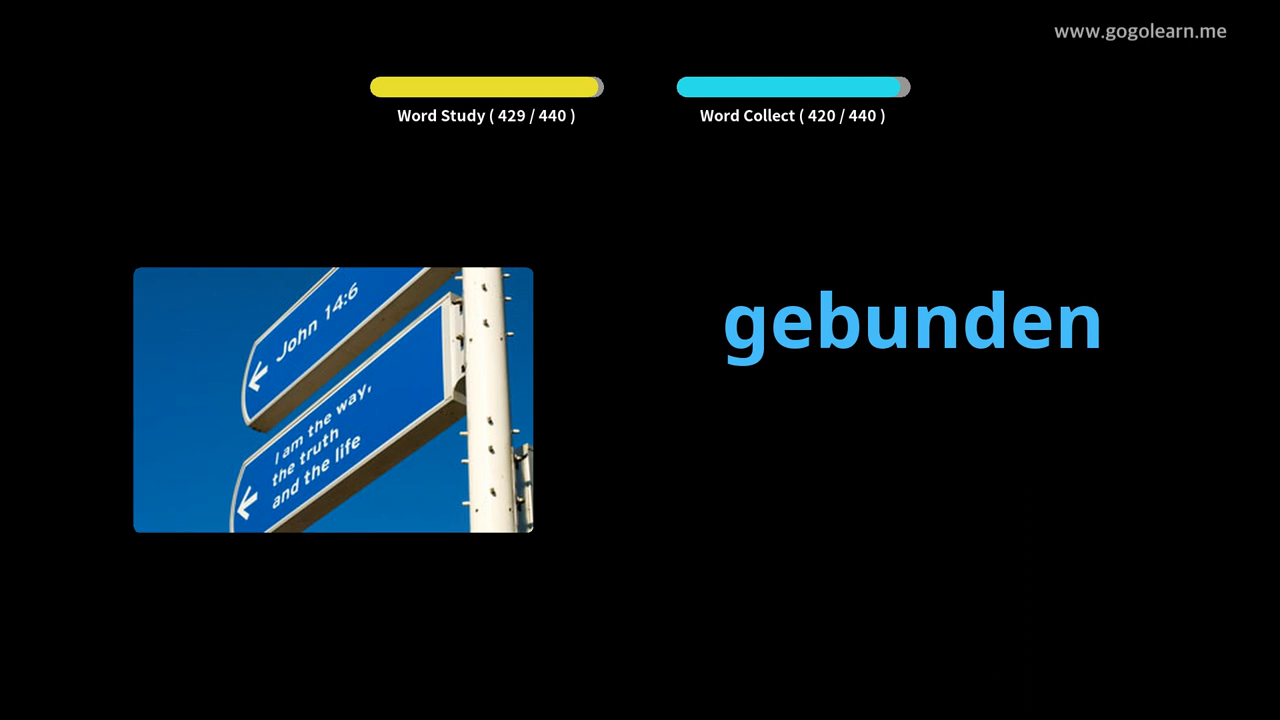 www.gogolearn.me
Word Study ( 429 / 440 )
Word Collect ( 420 / 440 )
John 14:6
I am the way,
the truth
and the life
gebunden